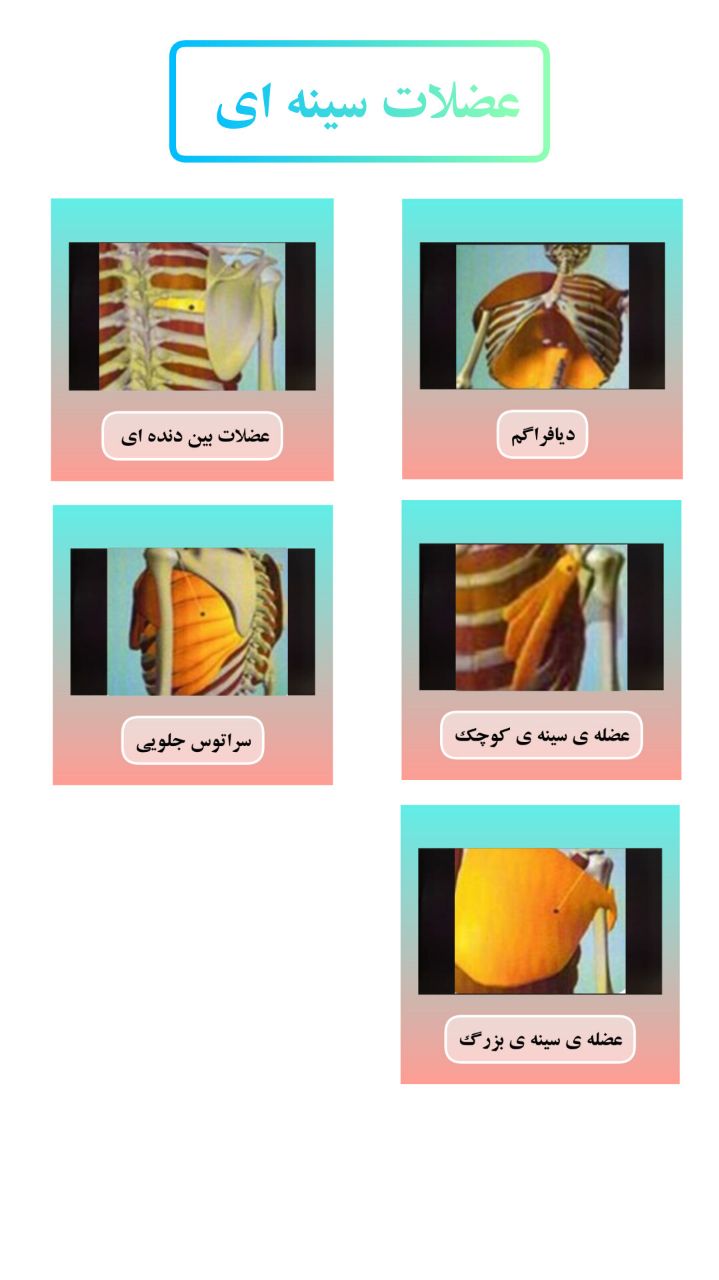 عضلات سینه ای
دیافراگم
عضلات بین دنده ای
عضله ی سینه ی کوچک
سراتوس جلویی
عضله ی سینه ی بزرگ